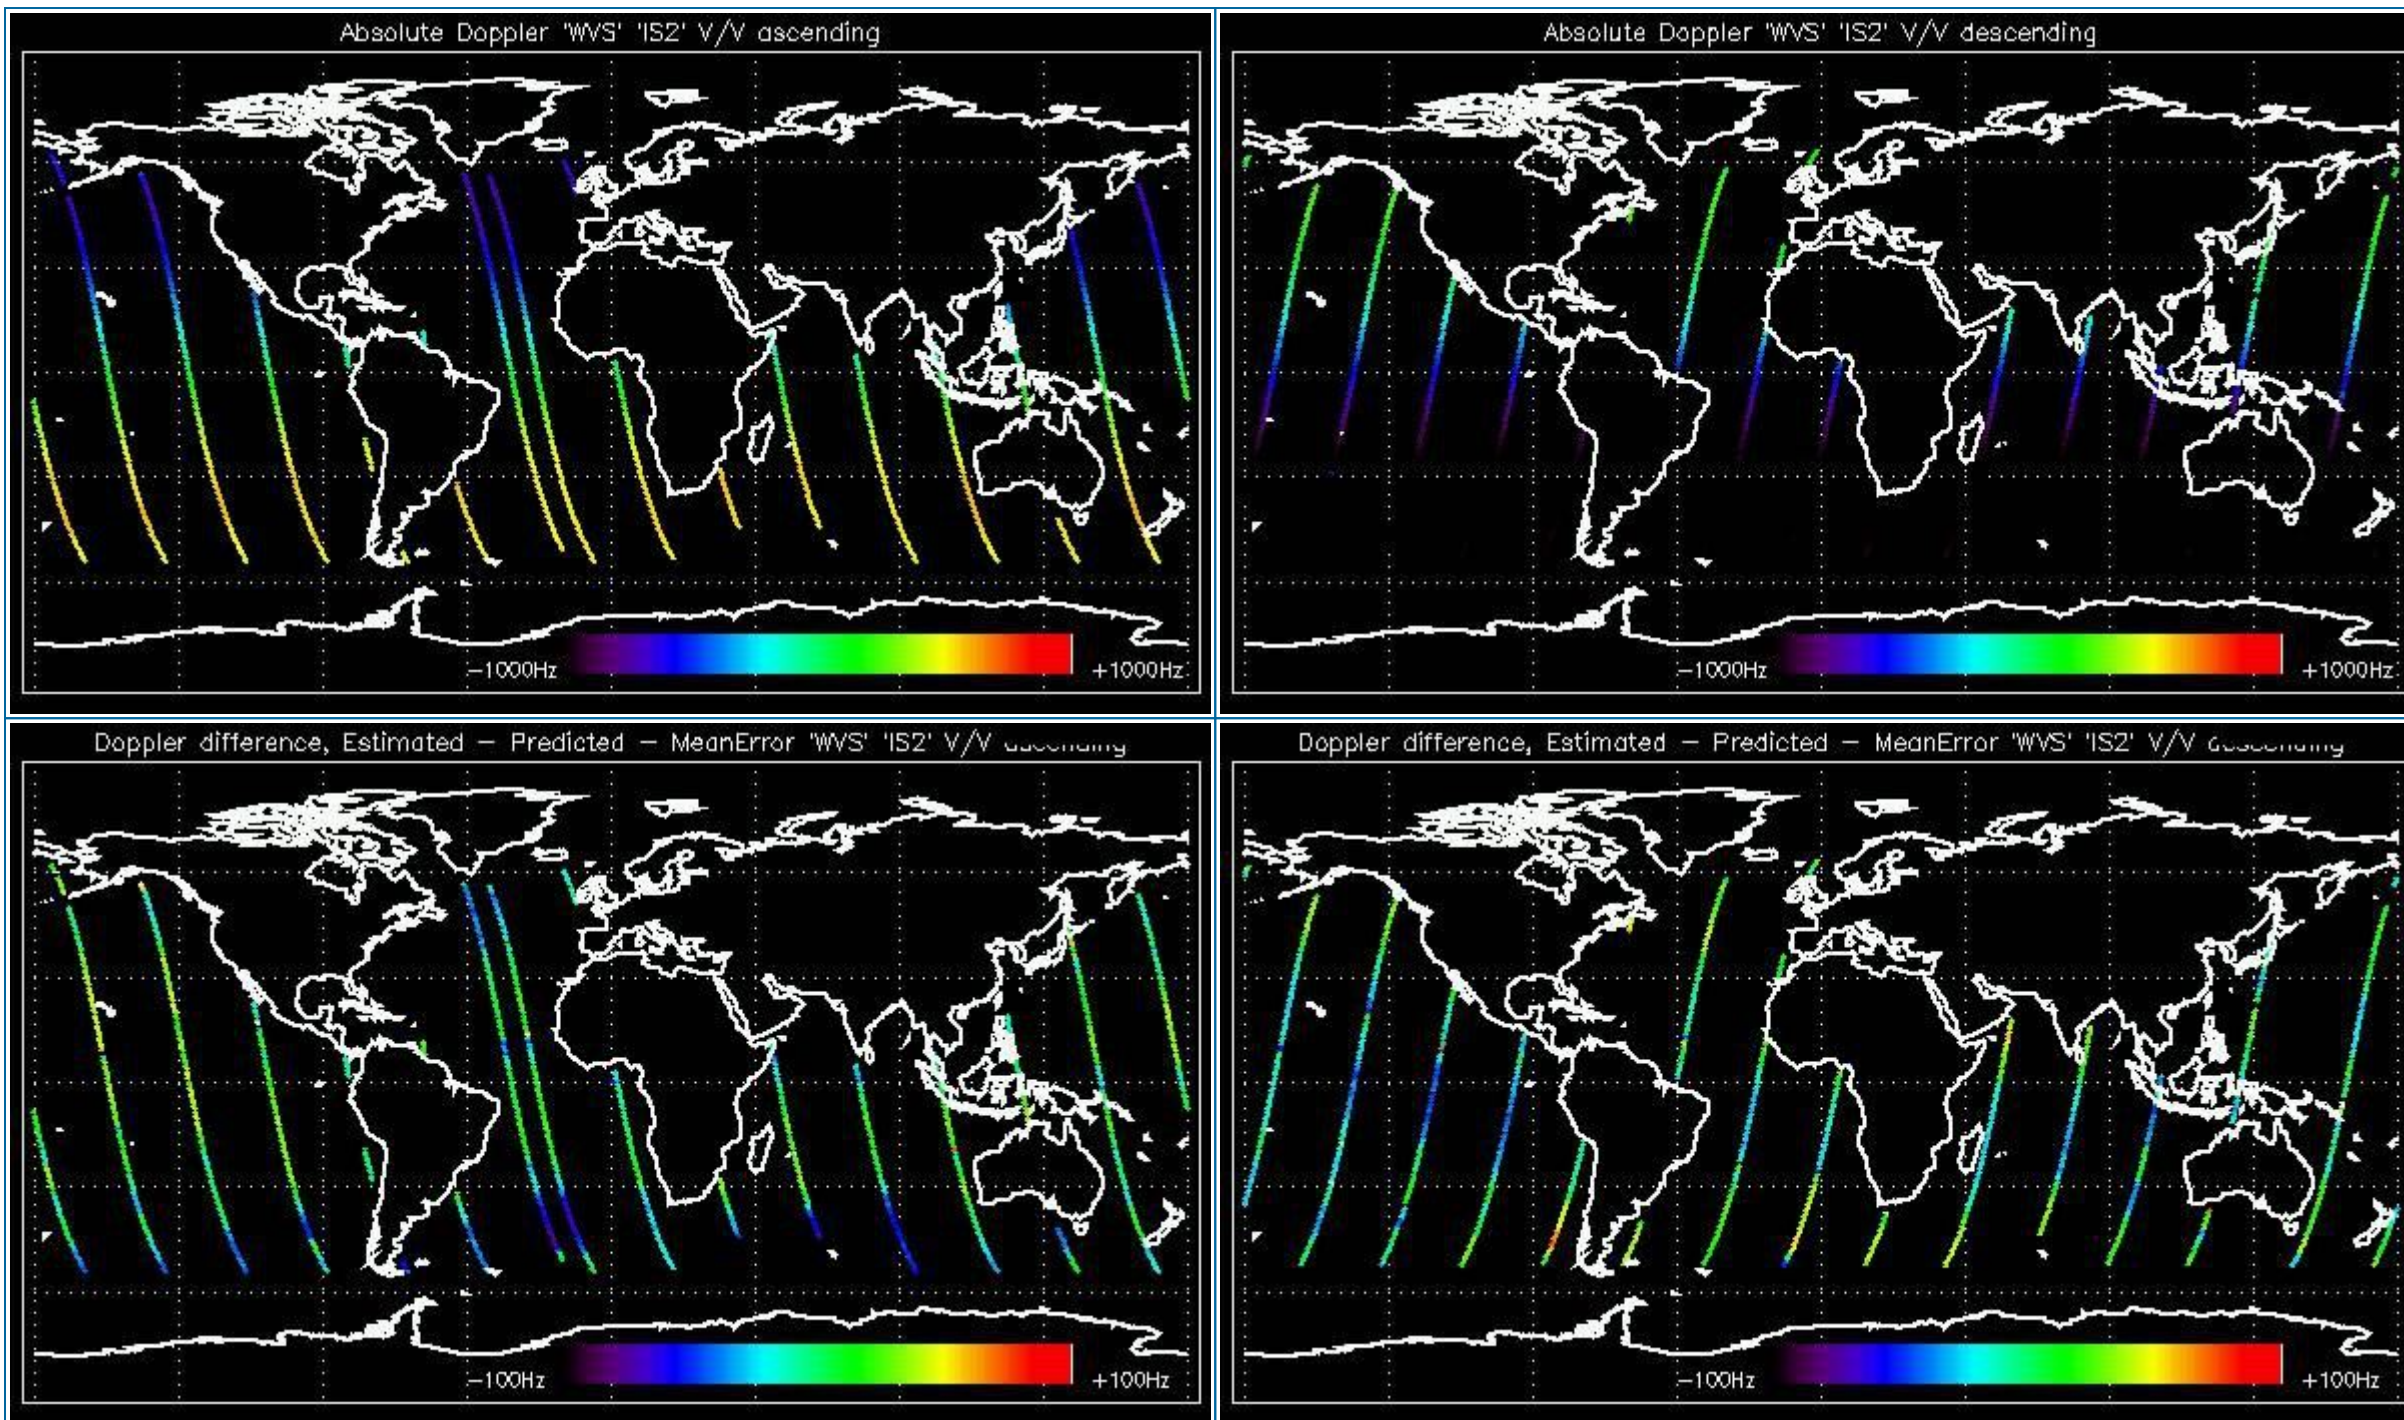 Absolute Doppler 'WVS' 'IS2' V/V ascending
-1000Hz
+1000Hz
Absolute Doppler 'WVS' 'IS2' V/V descending
-1000Hz
+1000Hz
Doppler difference, Estimated - Predicted - MeanError 'WVS' 'IS2' V/V
-100Hz
+100Hz
Doppler difference, Estimated - Predicted - MeanError 'WVS' 'IS2' V/V
-100Hz
+100Hz